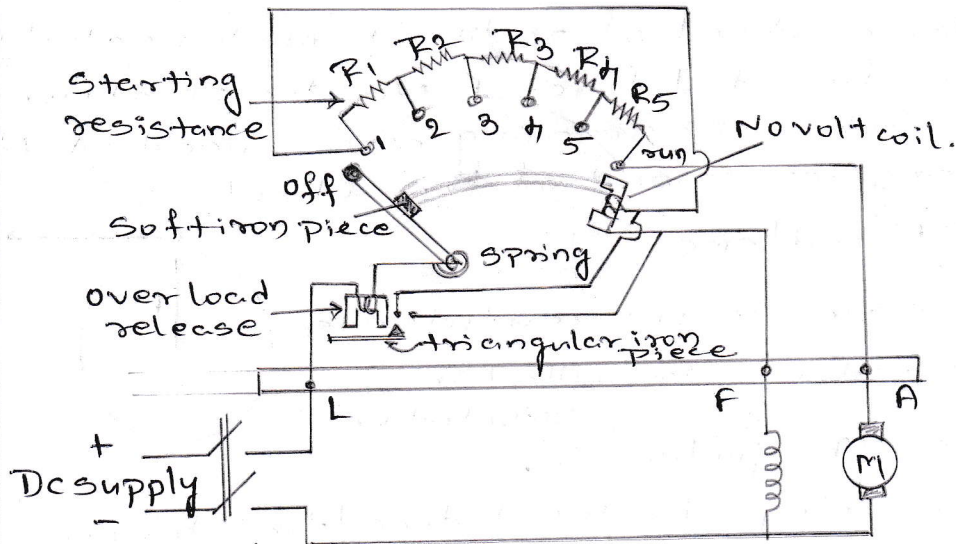 R1 R2 R3 R4 R5
Starting
resistance
1 2 3 4 5 run
No volt coil.
off
Soft iron piece
spring
over load
release
triangular iron
piece
L F A
+
Dc supply
-
M